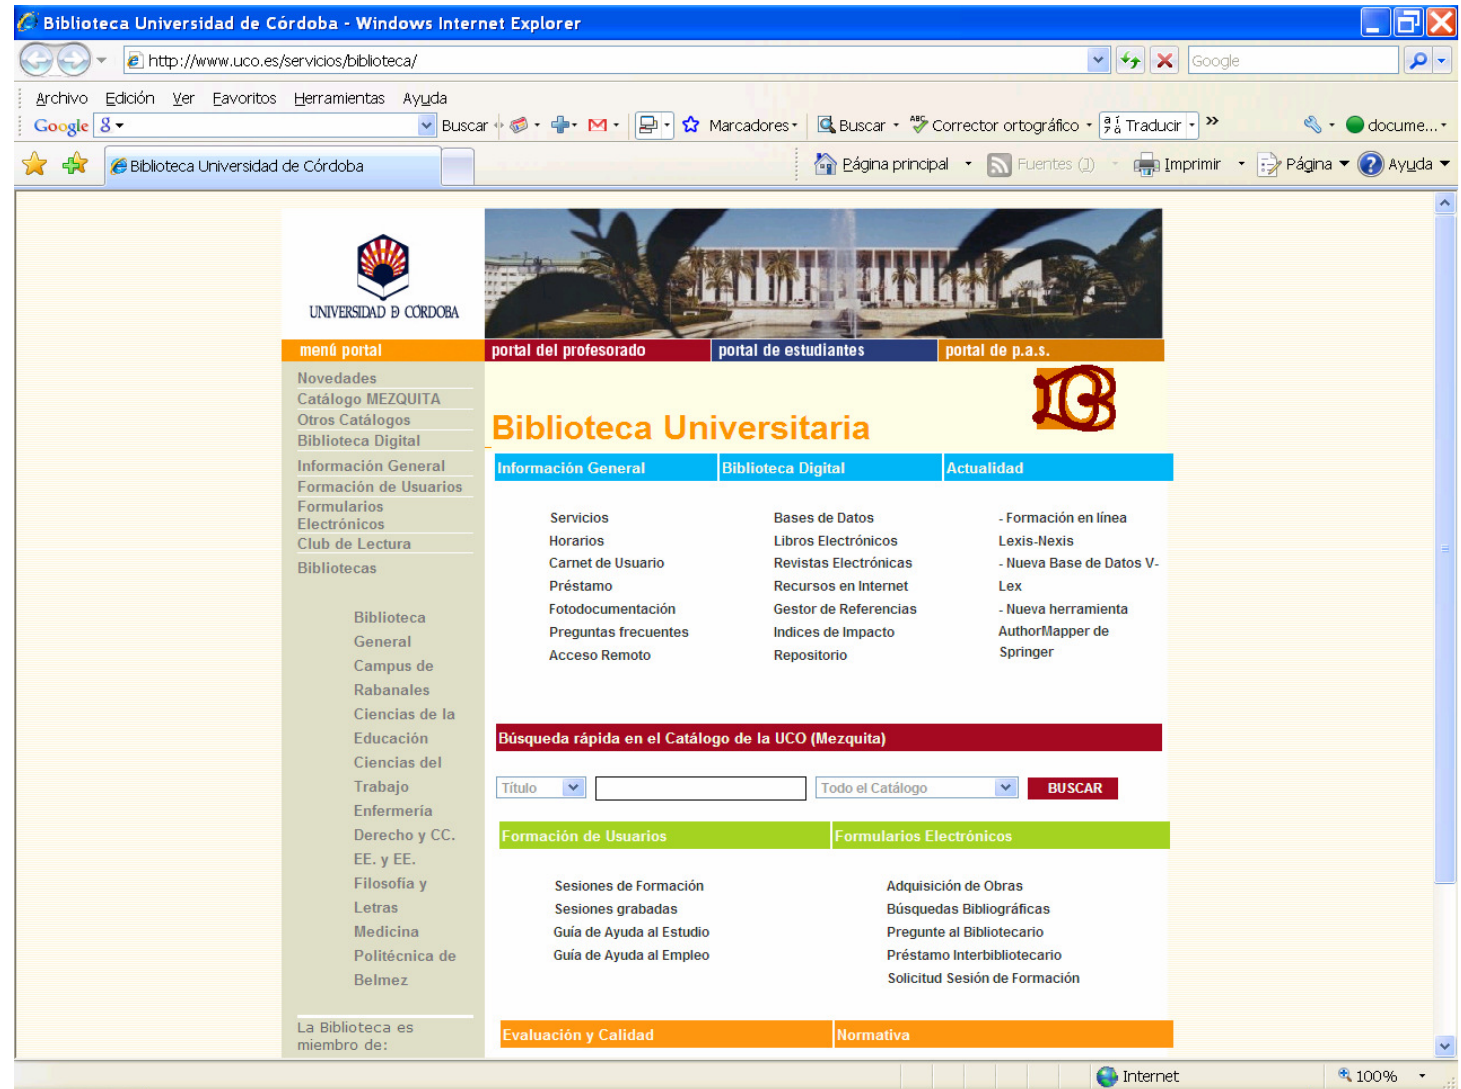 Biblioteca Universidad de Córdoba - Windows Internet Explorer
http://www.uco.es/servicios/biblioteca/
Google
Archivo Edición Ver Favoritos Herramientas Ayuda
Google Buscar Marcadores Buscar Corrector ortográfico Traducir » docume...
Biblioteca Universidad de Córdoba
Página principal Fuentes (J) Imprimir Página Ayuda
UNIVERSIDAD D CORDOBA
menú portal
portal del profesorado
portal de estudiantes
portal de p.a.s.
Novedades
Catálogo MEZQUITA
Otros Catálogos
Biblioteca Digital
Información General
Formación de Usuarios
Formularios
Electrónicos
Club de Lectura
Bibliotecas
Biblioteca
General
Campus de
Rabanales
Ciencias de la
Educación
Ciencias del
Trabajo
Enfermería
Derecho y CC.
EE. y EE.
Filosofía y
Letras
Medicina
Politécnica de
Belmez
La Biblioteca es
miembro de:
Biblioteca Universitaria
Información General
Servicios
Horarios
Carnet de Usuario
Préstamo
Fotodocumentación
Preguntas frecuentes
Acceso Remoto
Biblioteca Digital
Bases de Datos
Libros Electrónicos
Revistas Electrónicas
Recursos en Internet
Gestor de Referencias
Indices de Impacto
Repositorio
Actualidad
- Formación en línea
Lexis-Nexis
- Nueva Base de Datos V-
Lex
- Nueva herramienta
AuthorMapper de
Springer
Búsqueda rápida en el Catálogo de la UCO (Mezquita)
Título Todo el Catálogo BUSCAR
Formación de Usuarios
Sesiones de Formación
Sesiones grabadas
Guía de Ayuda al Estudio
Guía de Ayuda al Empleo
Formularios Electrónicos
Adquisición de Obras
Búsquedas Bibliográficas
Pregunte al Bibliotecario
Préstamo Interbibliotecario
Solicitud Sesión de Formación
Evaluación y Calidad
Normativa
Internet 100%